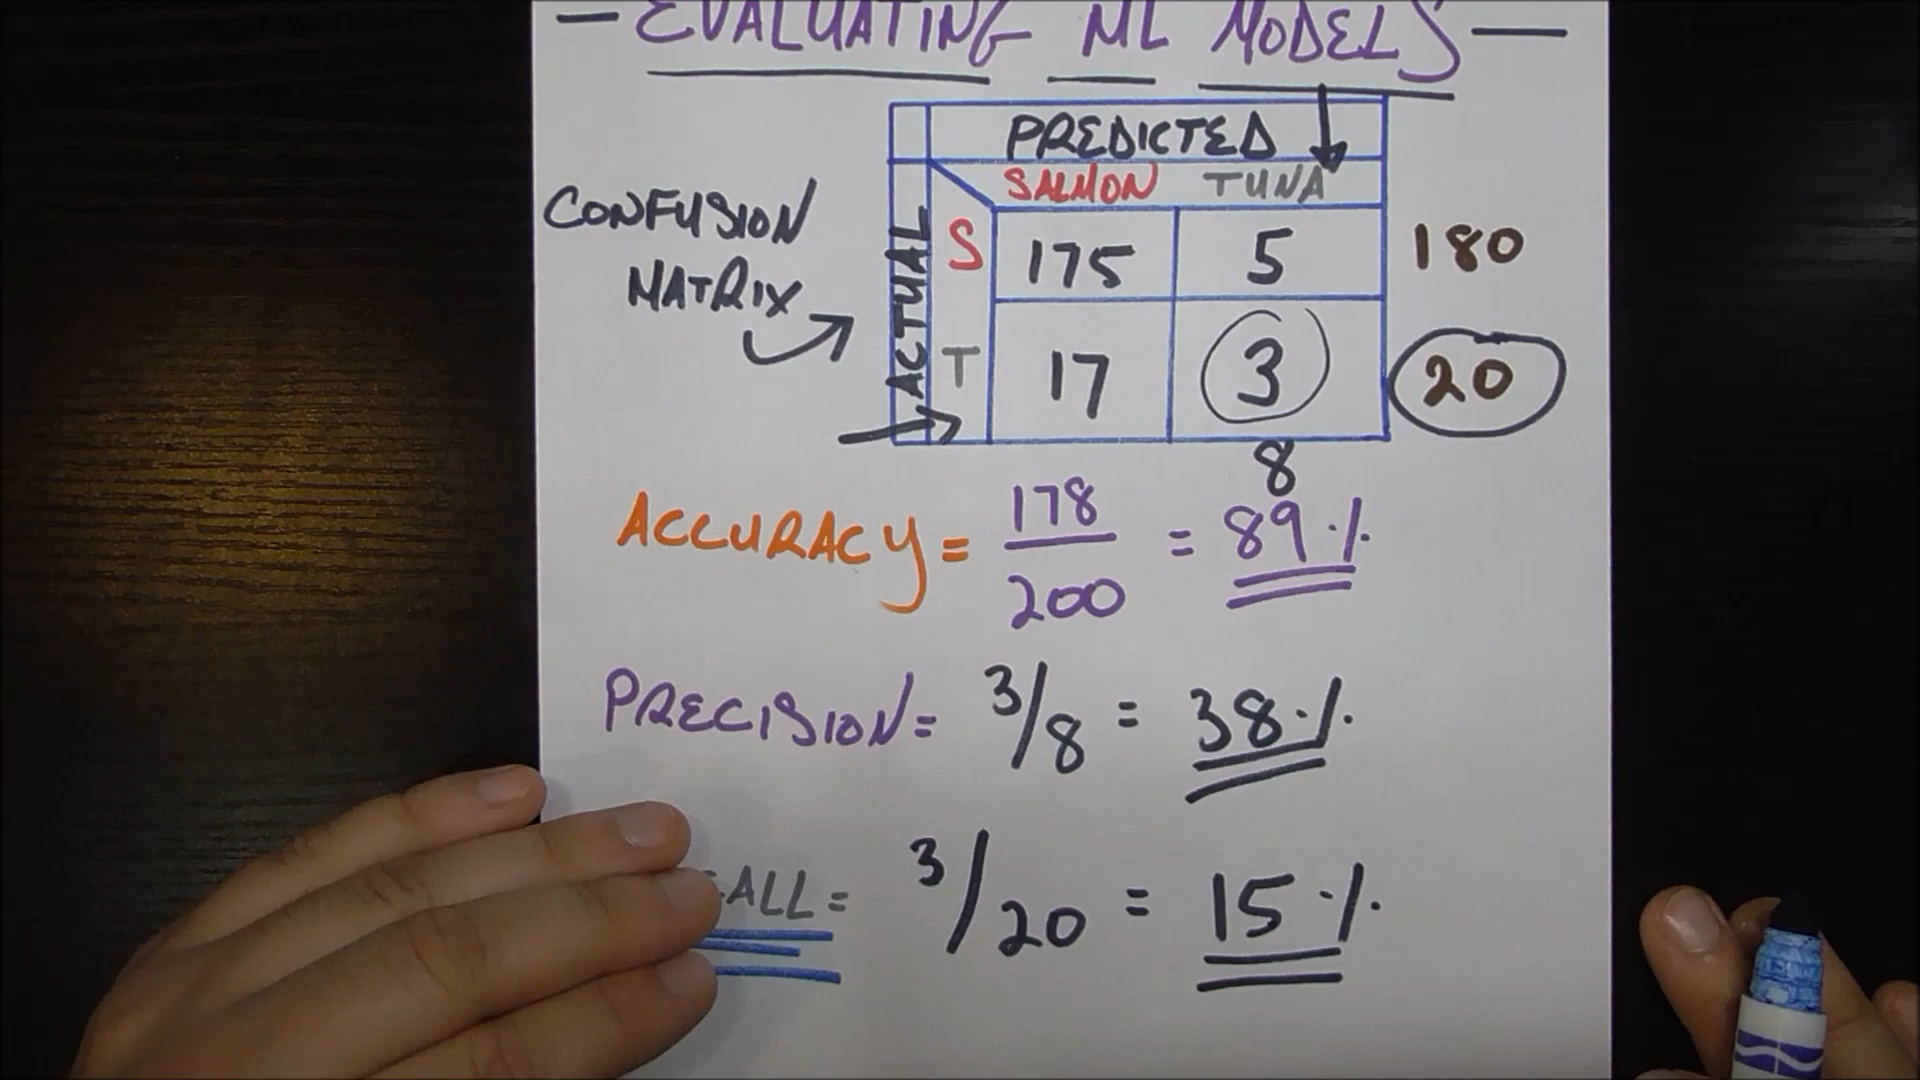 — EVALUATING ML MODELS —
PREDICTED
SALMON TUNA
CONFUSION
MATRIX
ACTUAL
S 175 5 180
T 17 3 20
8
ACCURACY = 178/200 = 89%
PRECISION = 3/8 = 38%
= 3/20 = 15%